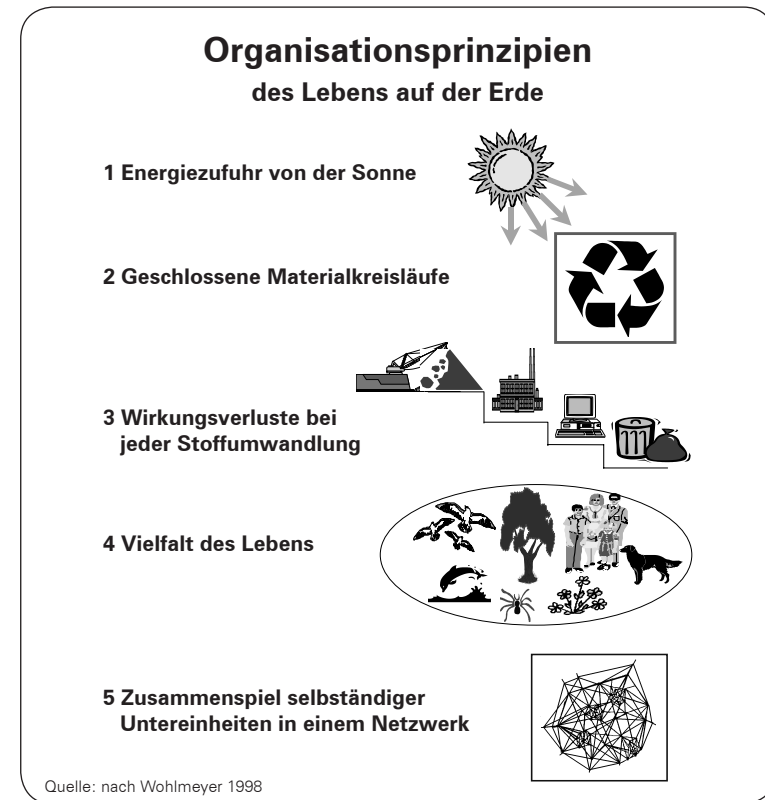 Organisationsprinzipien
des Lebens auf der Erde
1 Energiezufuhr von der Sonne
2 Geschlossene Materialkreisläufe
3 Wirkungsverluste bei
jeder Stoffumwandlung
4 Vielfalt des Lebens
5 Zusammenspiel selbständiger
Untereinheiten in einem Netzwerk
Quelle: nach Wohlmeyer 1998